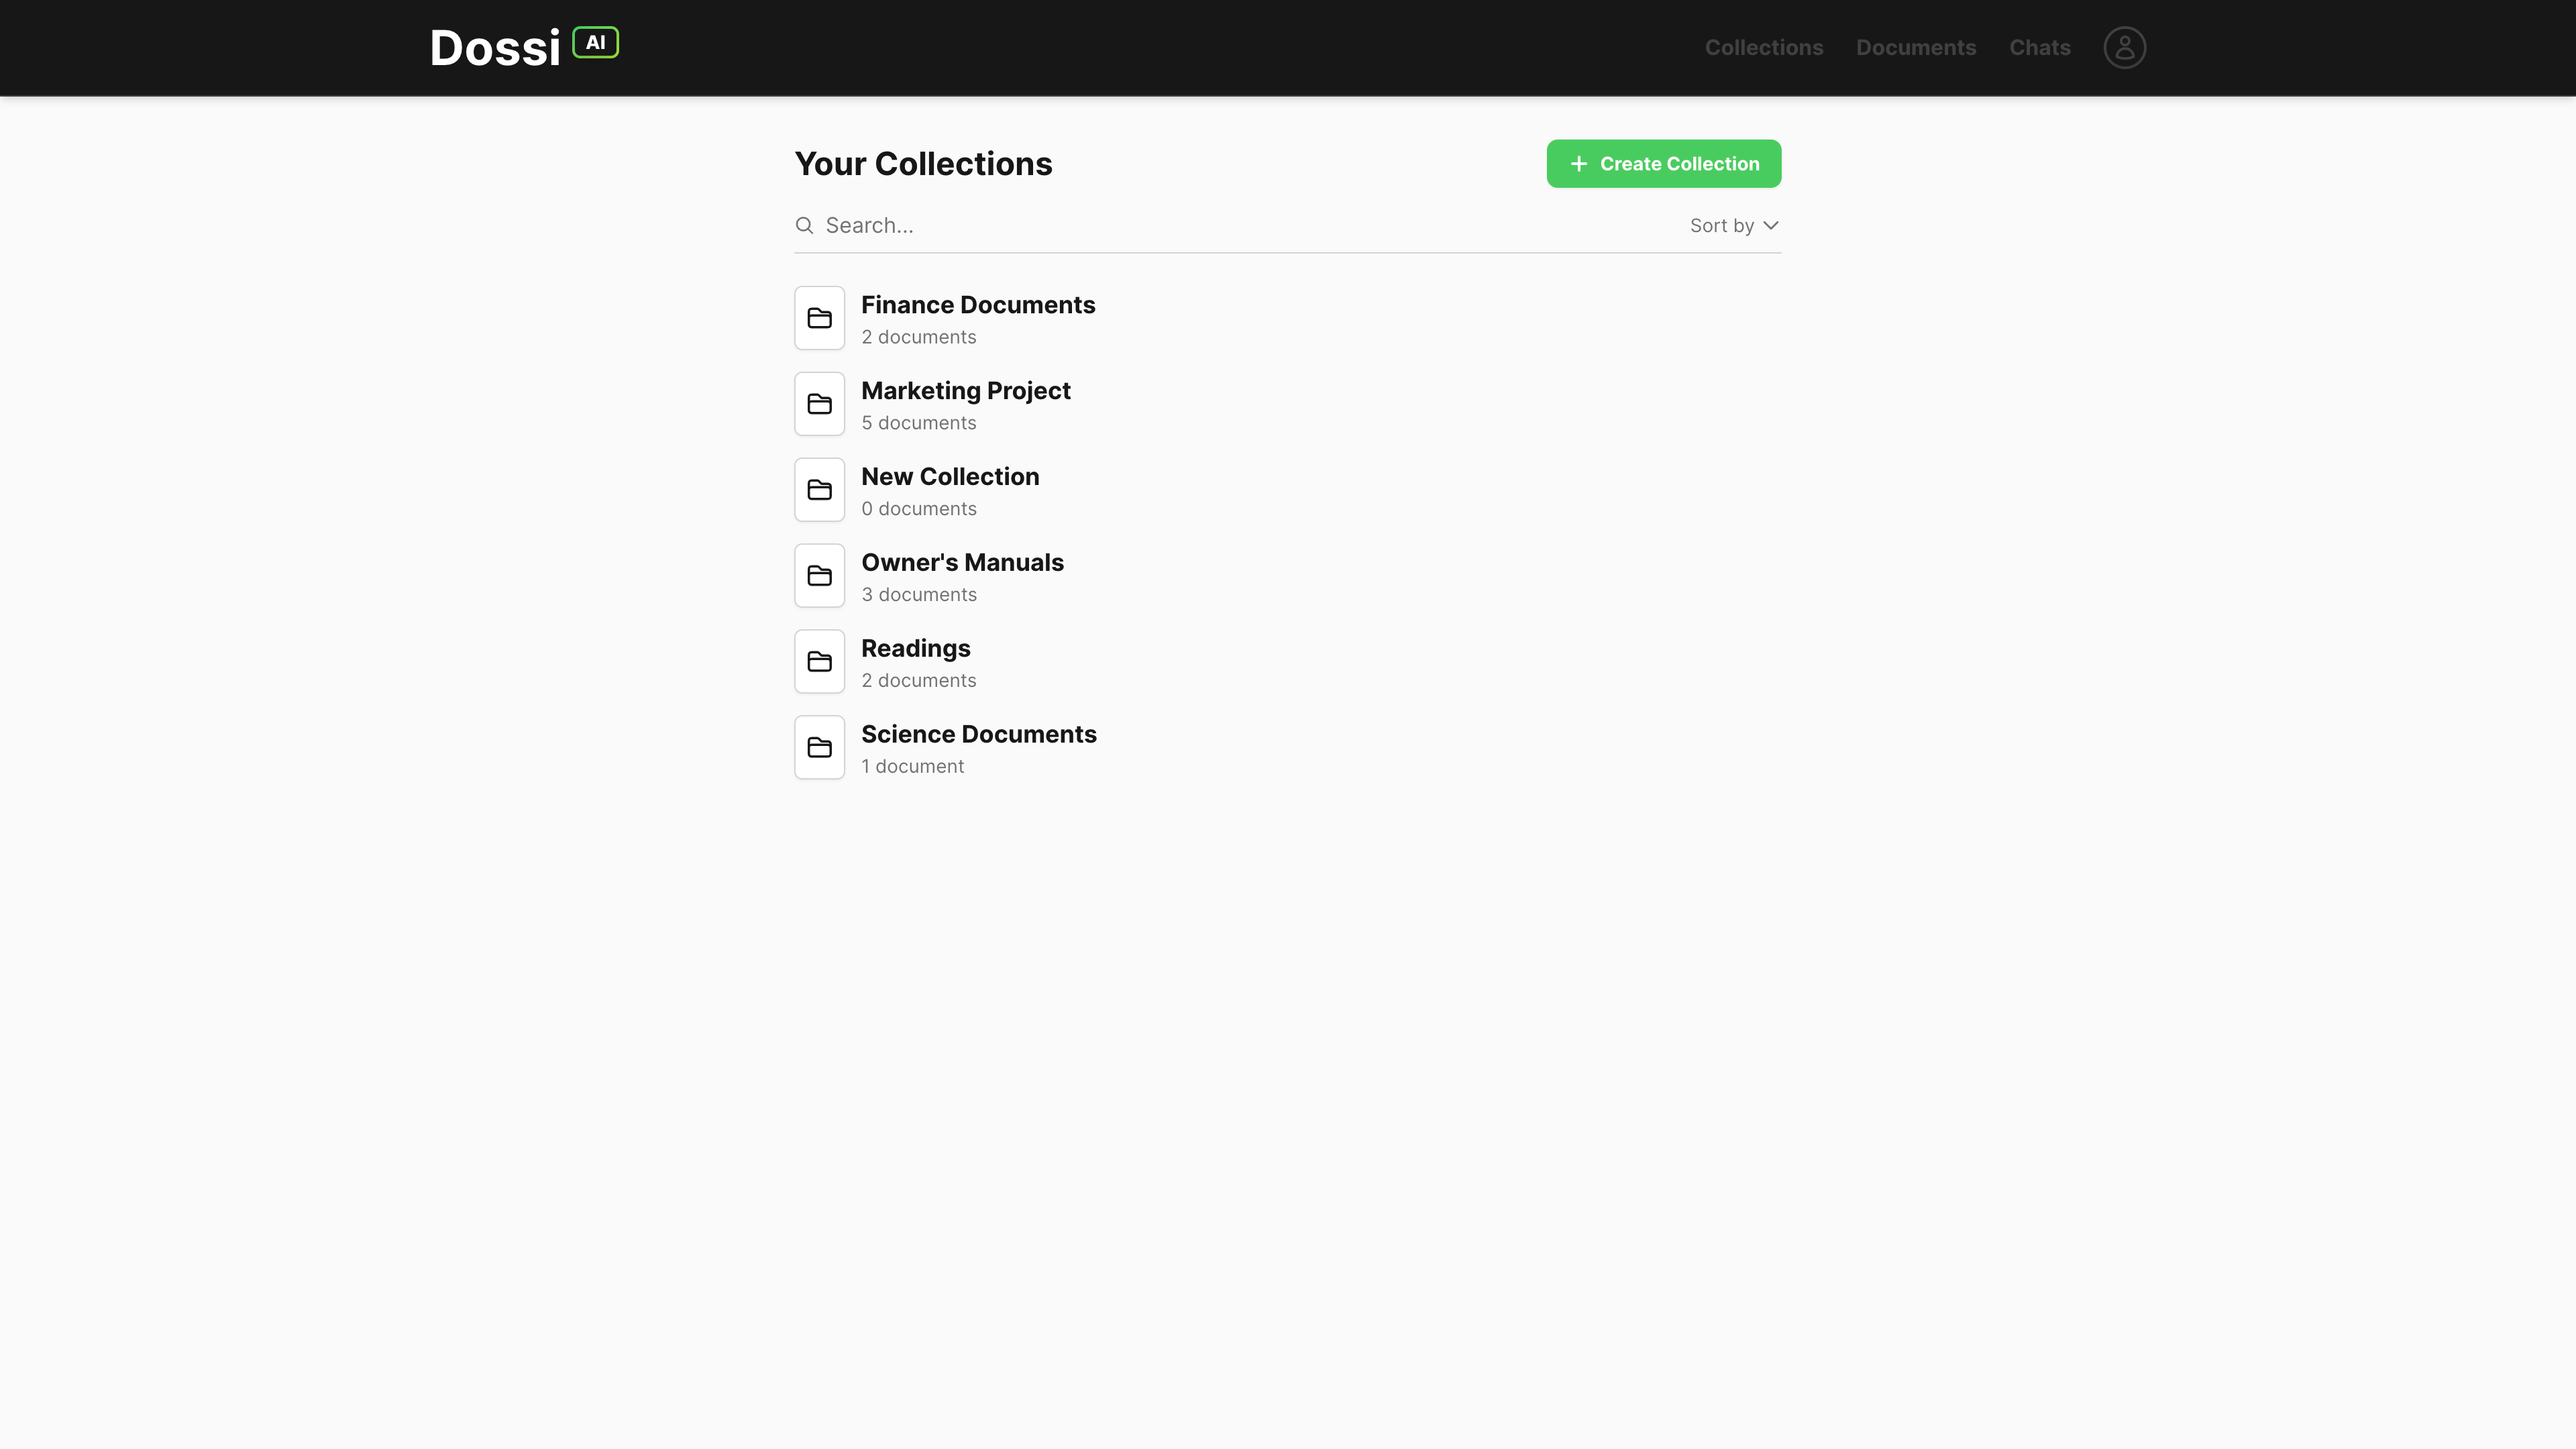 Dossi AI
Collections Documents Chats
Your Collections
Create Collection
Search...
Sort by
Finance Documents
2 documents
Marketing Project
5 documents
New Collection
0 documents
Owner's Manuals
3 documents
Readings
2 documents
Science Documents
1 document